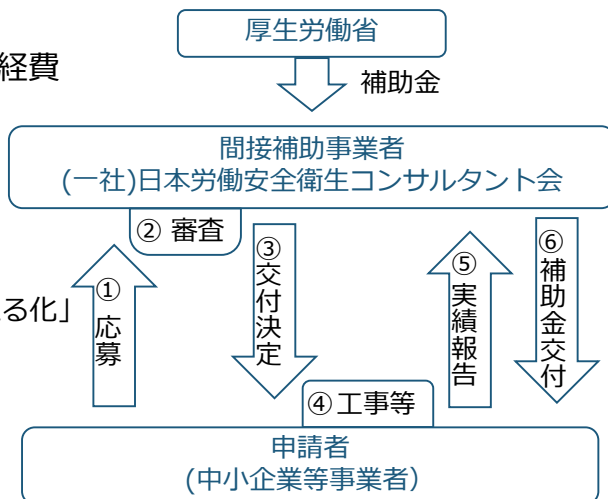 厚生労働省
経費
補助金
間接補助事業者
(一社)日本労働安全衛生コンサルタント会
② 審査
①応募
③交付決定
⑤実績報告
⑥補助金交付
る化」
④工事等
申請者
(中小企業等事業者）